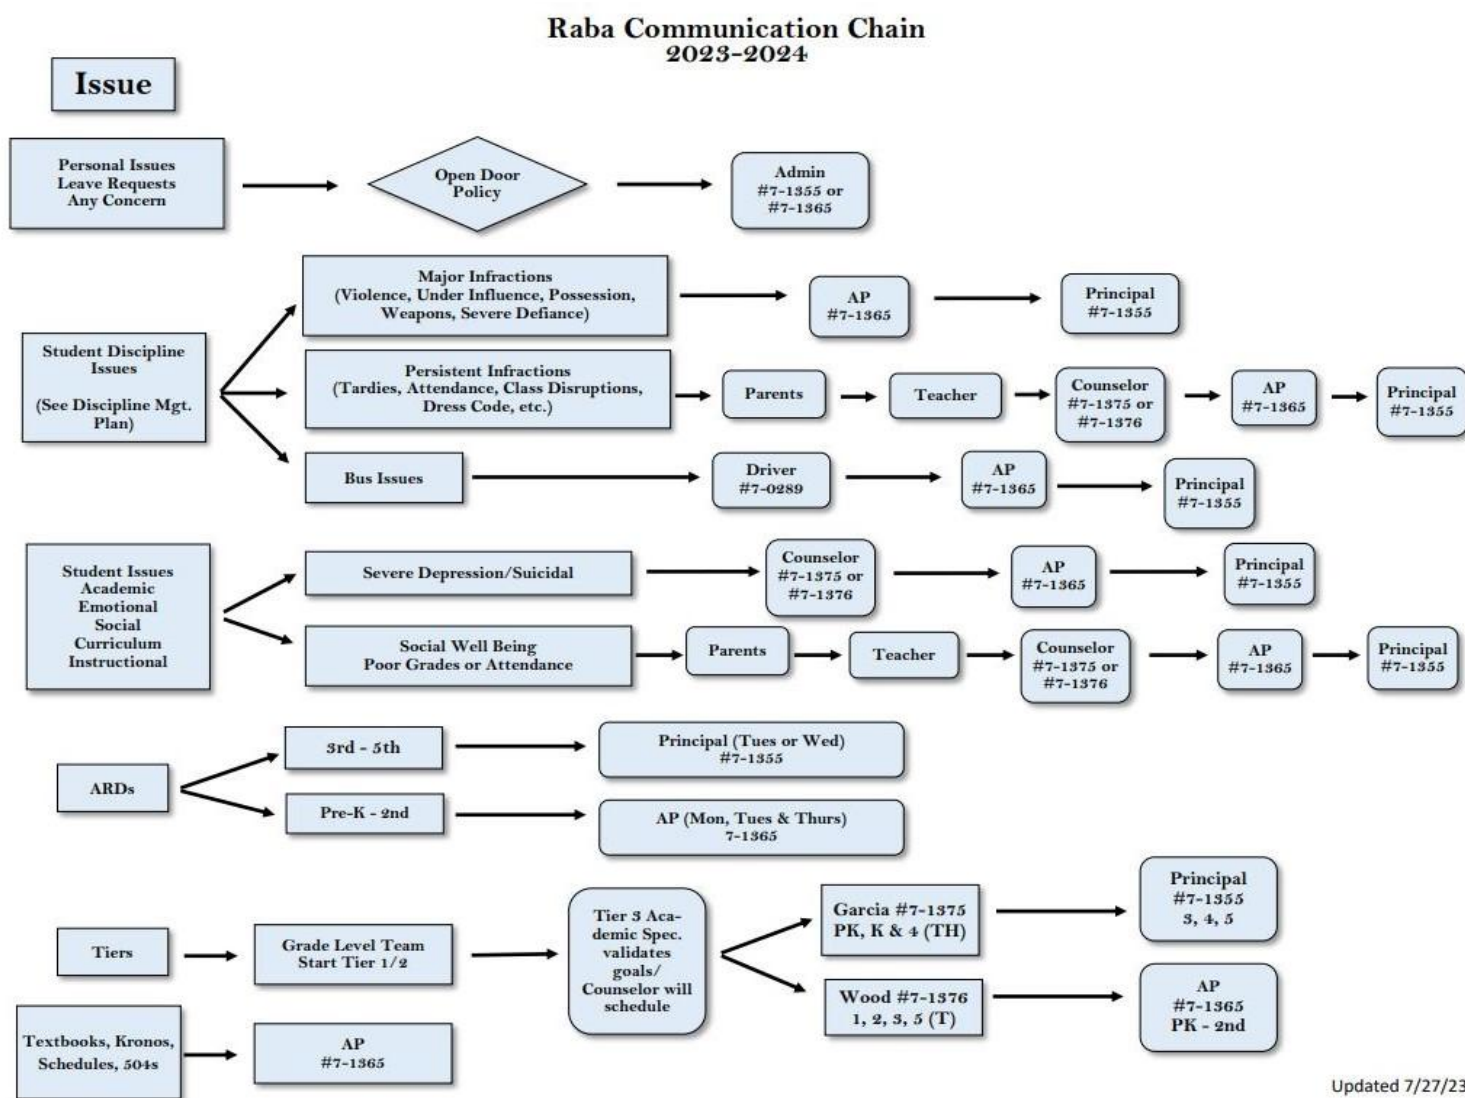 Raba Communication Chain
2023-2024
Issue
Personal Issues
Leave Requests
Any Concern
Open Door
Policy
Admin
#7-1355 or
#7-1365
Student Discipline
Issues
(See Discipline Mgt.
Plan)
Major Infractions
(Violence, Under Influence, Possession,
Weapons, Severe Defiance)
AP
#7-1365
Principal
#7-1355
Persistent Infractions
(Tardies, Attendance, Class Disruptions,
Dress Code, etc.)
Parents
Teacher
Counselor
#7-1375 or
#7-1376
AP
#7-1365
Principal
#7-1355
Bus Issues
Driver
#7-0289
AP
#7-1365
Principal
#7-1355
Student Issues
Academic
Emotional
Social
Curriculum
Instructional
Severe Depression/Suicidal
Counselor
#7-1375 or
#7-1376
AP
#7-1365
Principal
#7-1355
Social Well Being
Poor Grades or Attendance
Parents
Teacher
Counselor
#7-1375 or
#7-1376
AP
#7-1365
Principal
#7-1355
ARDs
3rd - 5th
Principal (Tues or Wed)
#7-1355
Pre-K - 2nd
AP (Mon, Tues & Thurs)
7-1365
Tiers
Grade Level Team
Start Tier 1/2
Tier 3 Aca-
demic Spec.
validates
goals/
Counselor will
schedule
Garcia #7-1375
PK, K & 4 (TH)
Principal
#7-1355
3, 4, 5
Wood #7-1376
1, 2, 3, 5 (T)
AP
#7-1365
PK - 2nd
Textbooks, Kronos,
Schedules, 504s
AP
#7-1365
Updated 7/27/23